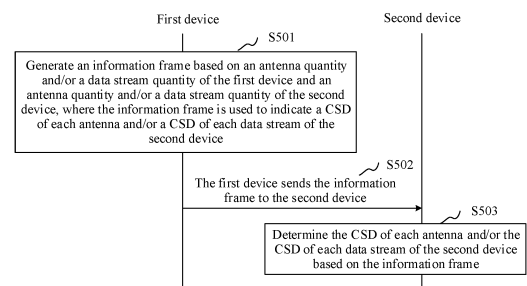 First device
Second device
S501
Generate an information frame based on an antenna quantity
and/or a data stream quantity of the first device and an
antenna quantity and/or a data stream quantity of the second
device, where the information frame is used to indicate a CSD
of each antenna and/or a CSD of each data stream of the
second device
S502
The first device sends the information
frame to the second device
S503
Determine the CSD of each antenna and/or the
CSD of each data stream of the second device
based on the information frame